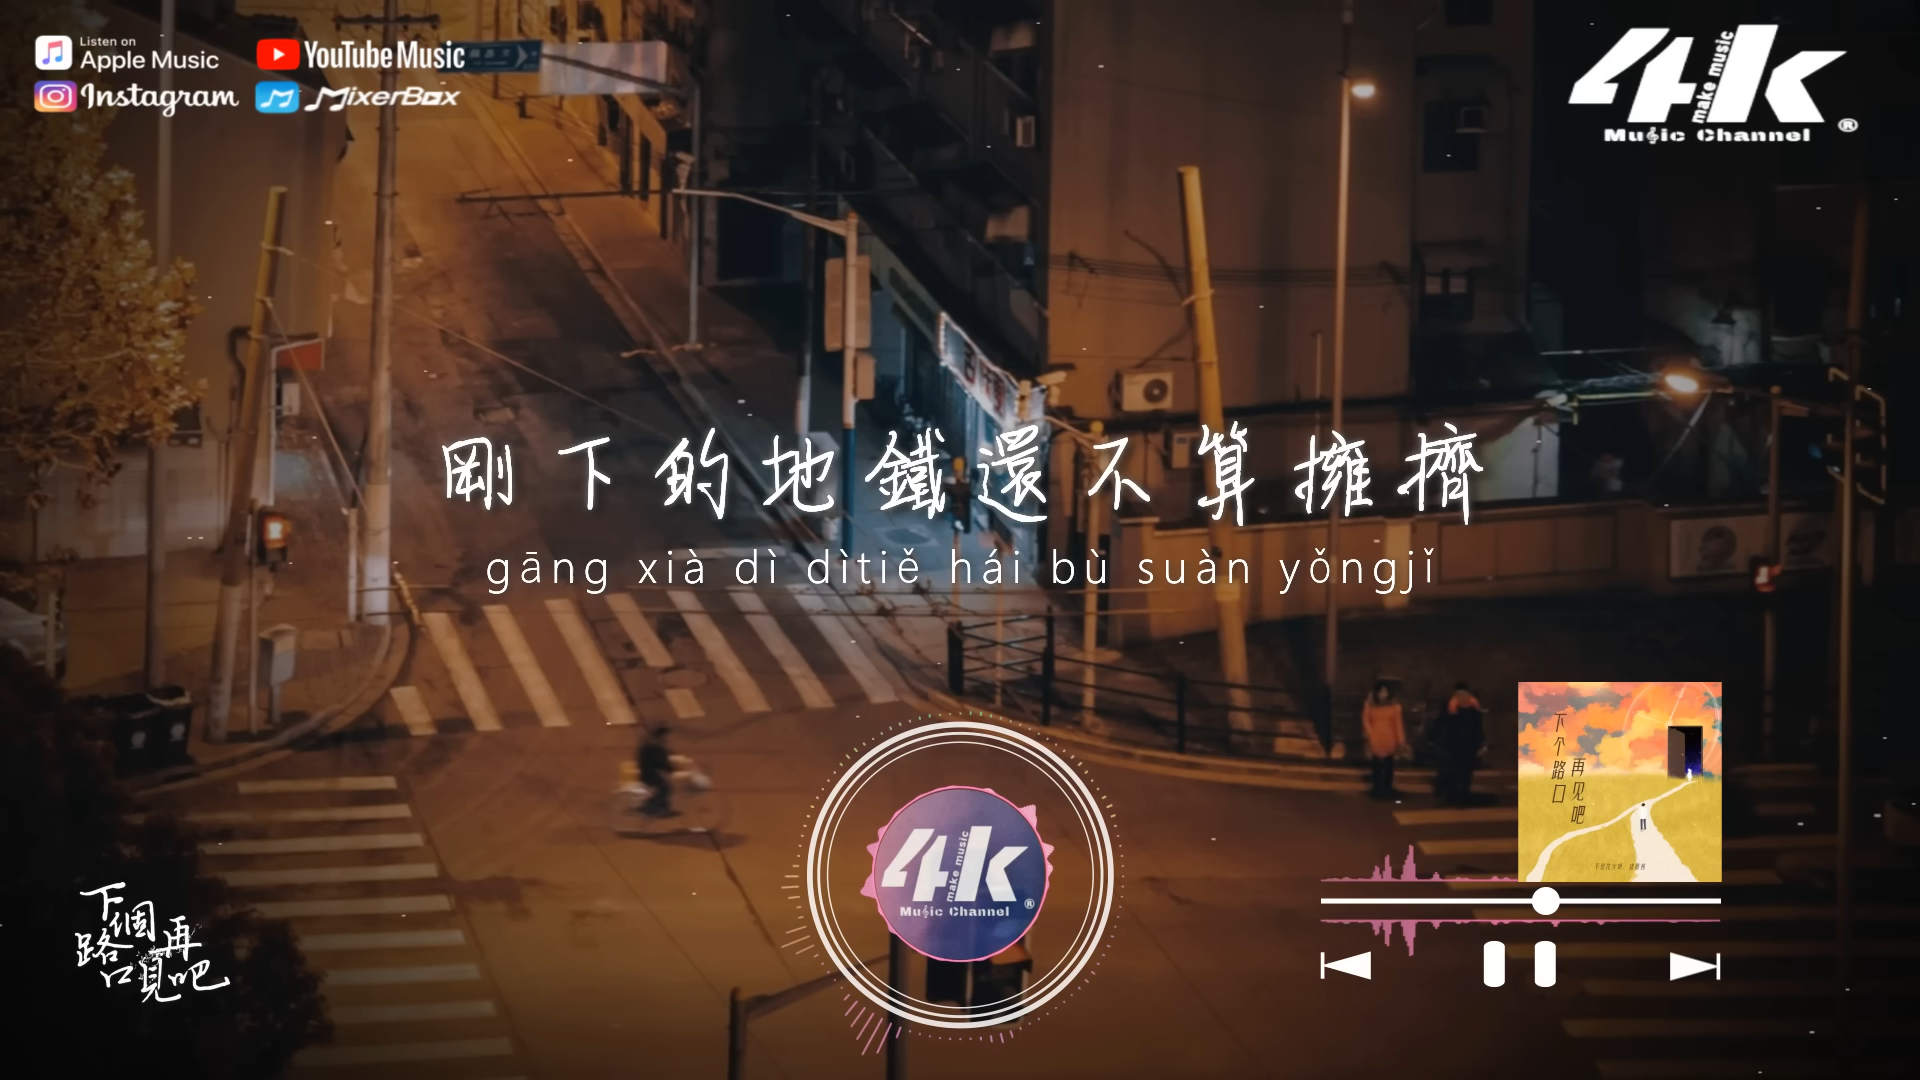 Listen on
Apple Music
YouTube Music
Instagram
MixerBox
4k
make music
Music Channel ®
剛下的地鐵還不算擁擠
gāng xià dì dìtiě hái bù suàn yǒngjǐ
下个路口
再见吧
4k
make music
Music Channel ®
下個
路口
再見吧